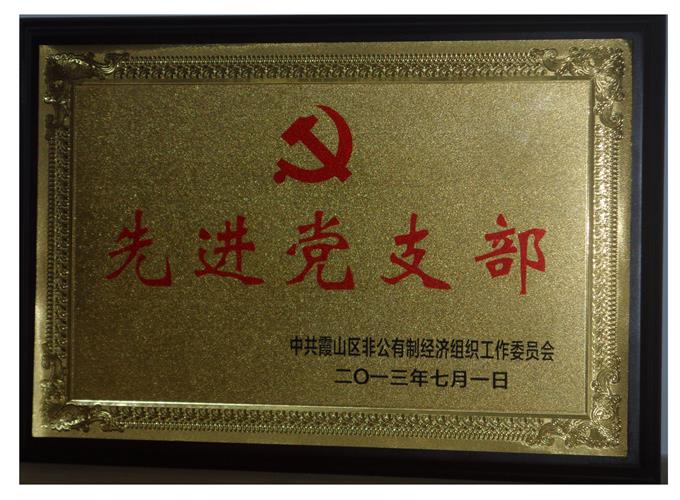 先进党支部
中共霞山区非公有制经济组织工作委员会
二〇一三年七月一日